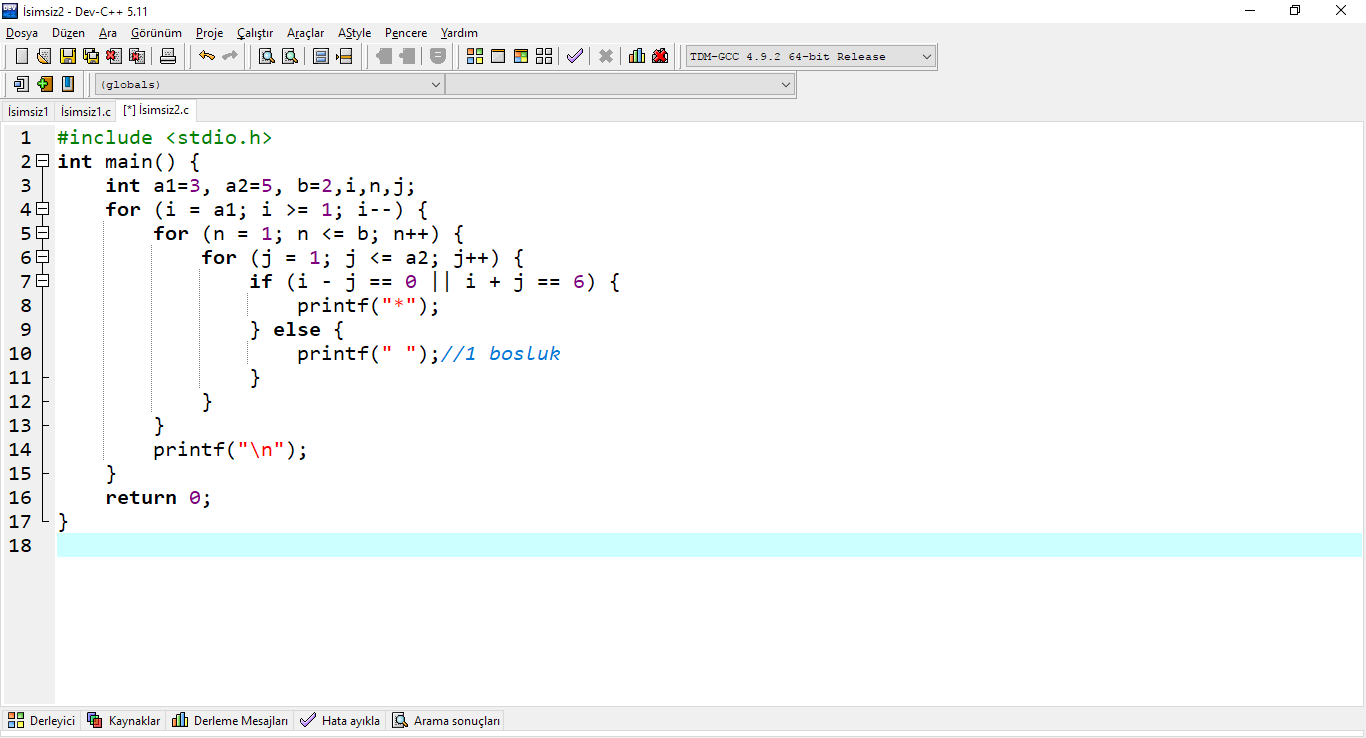 İsimsiz2 - Dev-C++ 5.11
Dosya Düzen Ara Görünüm Proje Çalıştır Araçlar AStyle Pencere Yardım
TDM-GCC 4.9.2 64-bit Release
(globals)
İsimsiz1 İsimsiz1.c [*] İsimsiz2.c
1 #include <stdio.h>
2 int main() {
3     int a1=3, a2=5, b=2,i,n,j;
4     for (i = a1; i >= 1; i--) {
5         for (n = 1; n <= b; n++) {
6             for (j = 1; j <= a2; j++) {
7                 if (i - j == 0 || i + j == 6) {
8                     printf("*");
9                 } else {
10                     printf(" ");//1 bosluk
11                 }
12             }
13         }
14         printf("\n");
15     }
16     return 0;
17 }
18
Derleyici Kaynaklar Derleme Mesajları Hata ayıkla Arama sonuçları